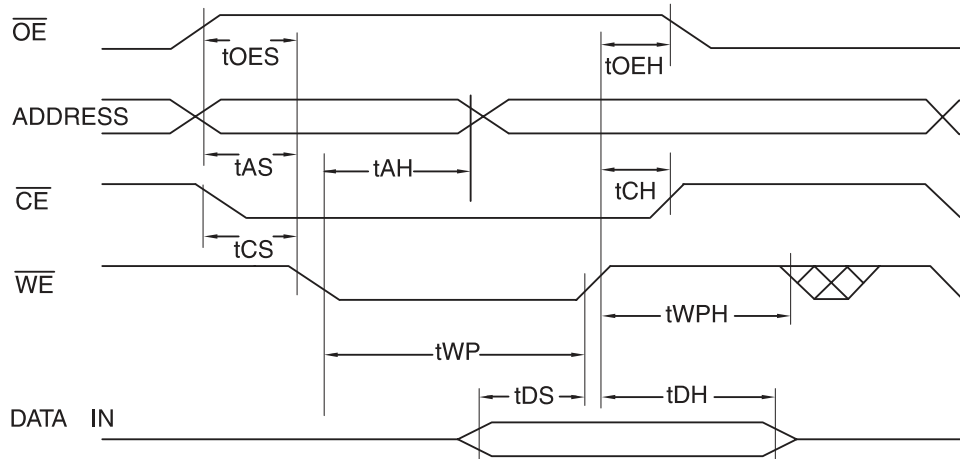 OE
tOES
tOEH
ADDRESS
tAS
tAH
tCH
CE
tCS
WE
tWPH
tWP
tDS
tDH
DATA IN